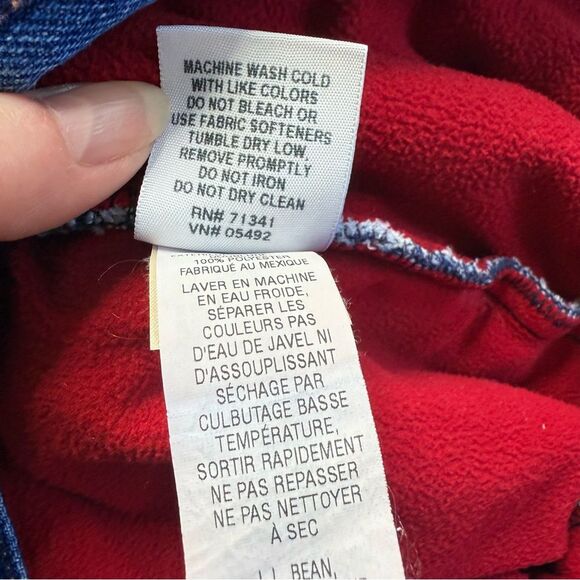 MACHINE WASH COLD
WITH LIKE COLORS
DO NOT BLEACH OR
USE FABRIC SOFTENERS
TUMBLE DRY LOW,
REMOVE PROMPTLY
DO NOT IRON
DO NOT DRY CLEAN
RN# 71341
VN# 05492
100% POLYESTER
FABRIQUÉ AU MEXIQUE
LAVER EN MACHINE
EN EAU FROIDE,
SÉPARER LES
COULEURS PAS
D'EAU DE JAVEL NI
D'ASSOUPLISSANT
SÉCHAGE PAR
CULBUTAGE BASSE
TEMPÉRATURE,
SORTIR RAPIDEMENT
NE PAS REPASSER
NE PAS NETTOYER
À SEC
L.L. BEAN,